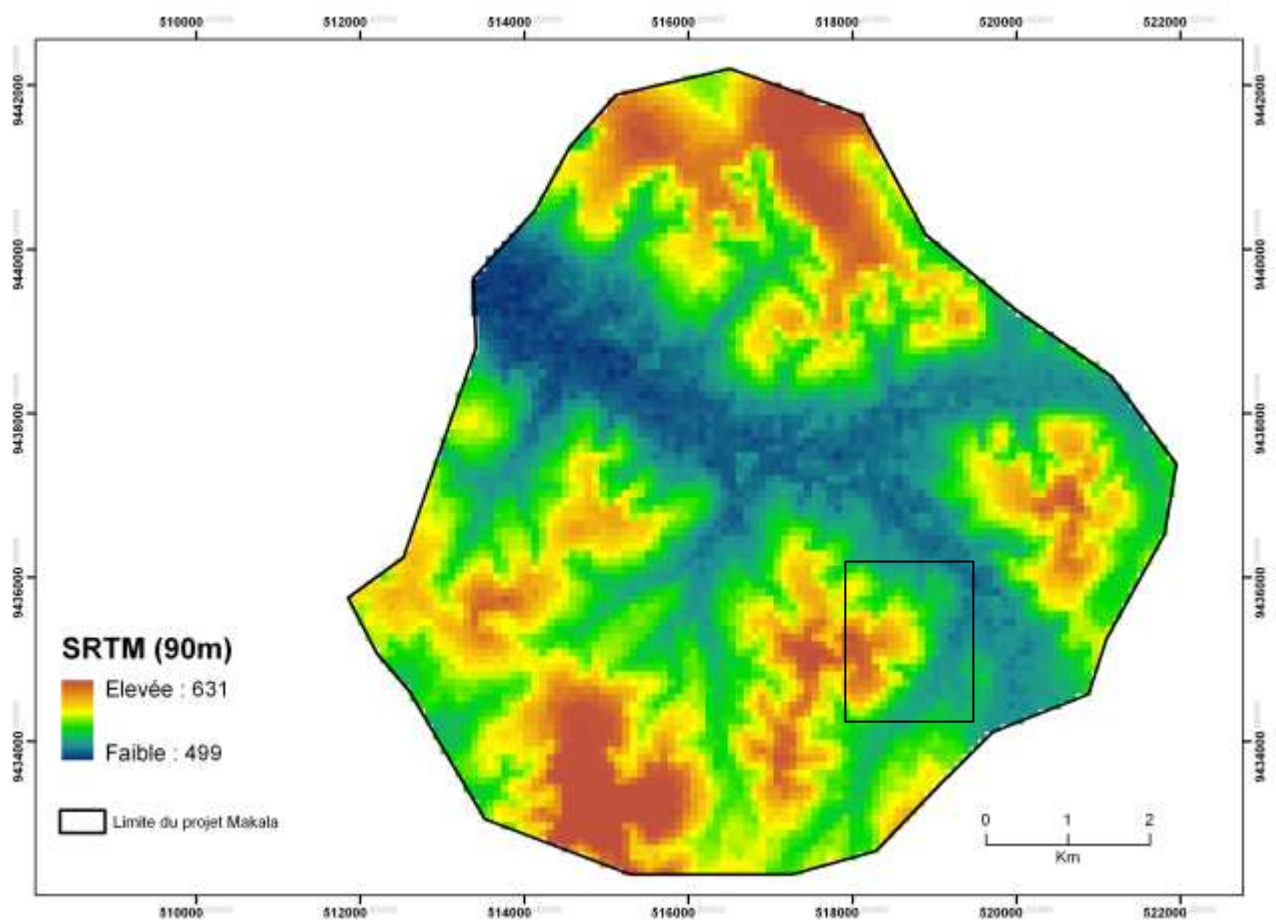 510000 512000 514000 516000 518000 520000 522000
9442000 9442000
9440000 9440000
9438000 9438000
9436000 9436000
9434000 9434000
SRTM (90m)
Elevée : 631
Faible : 499
Limite du projet Makala
0 1 2
Km
510000 512000 514000 516000 518000 520000 522000